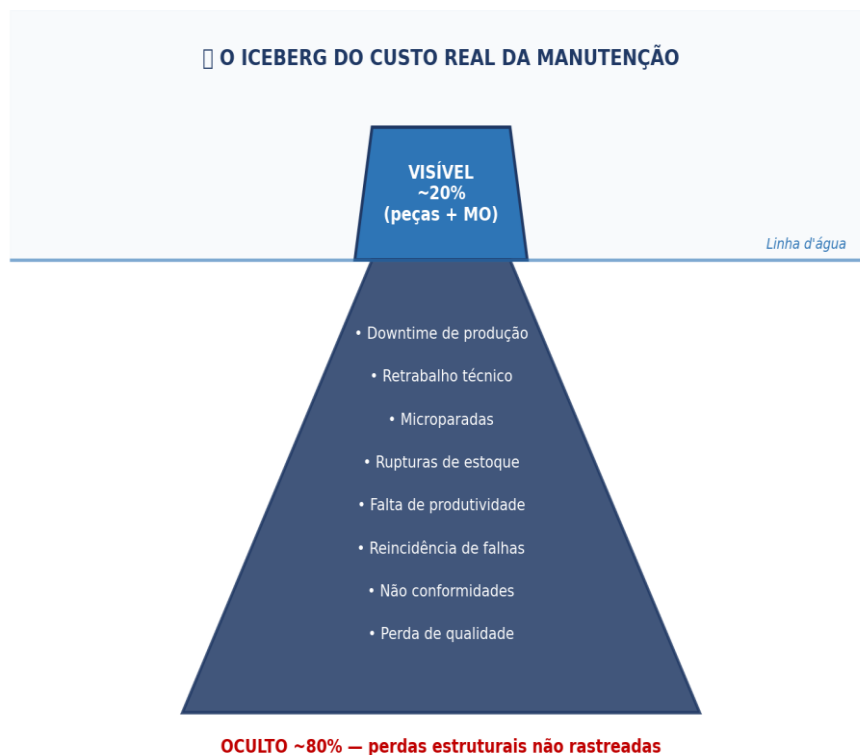 O ICEBERG DO CUSTO REAL DA MANUTENÇÃO
VISÍVEL
~20%
(peças + MO)
Linha d'água
• Downtime de produção
• Retrabalho técnico
• Microparadas
• Rupturas de estoque
• Falta de produtividade
• Reincidência de falhas
• Não conformidades
• Perda de qualidade
OCULTO ~80% — perdas estruturais não rastreadas